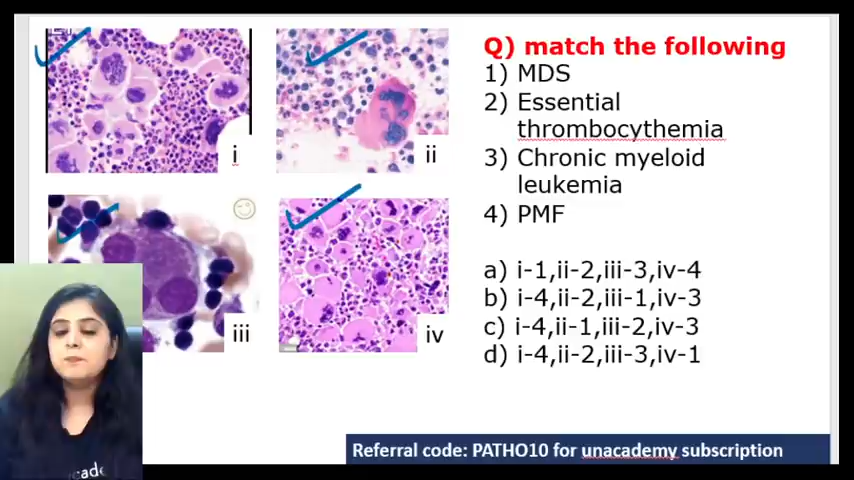 Q) match the following
1) MDS
2) Essential
thrombocythemia
3) Chronic myeloid
leukemia
4) PMF
i
ii
iii
iv
a) i-1,ii-2,iii-3,iv-4
b) i-4,ii-2,iii-1,iv-3
c) i-4,ii-1,iii-2,iv-3
d) i-4,ii-2,iii-3,iv-1
Referral code: PATHO10 for unacademy subscription